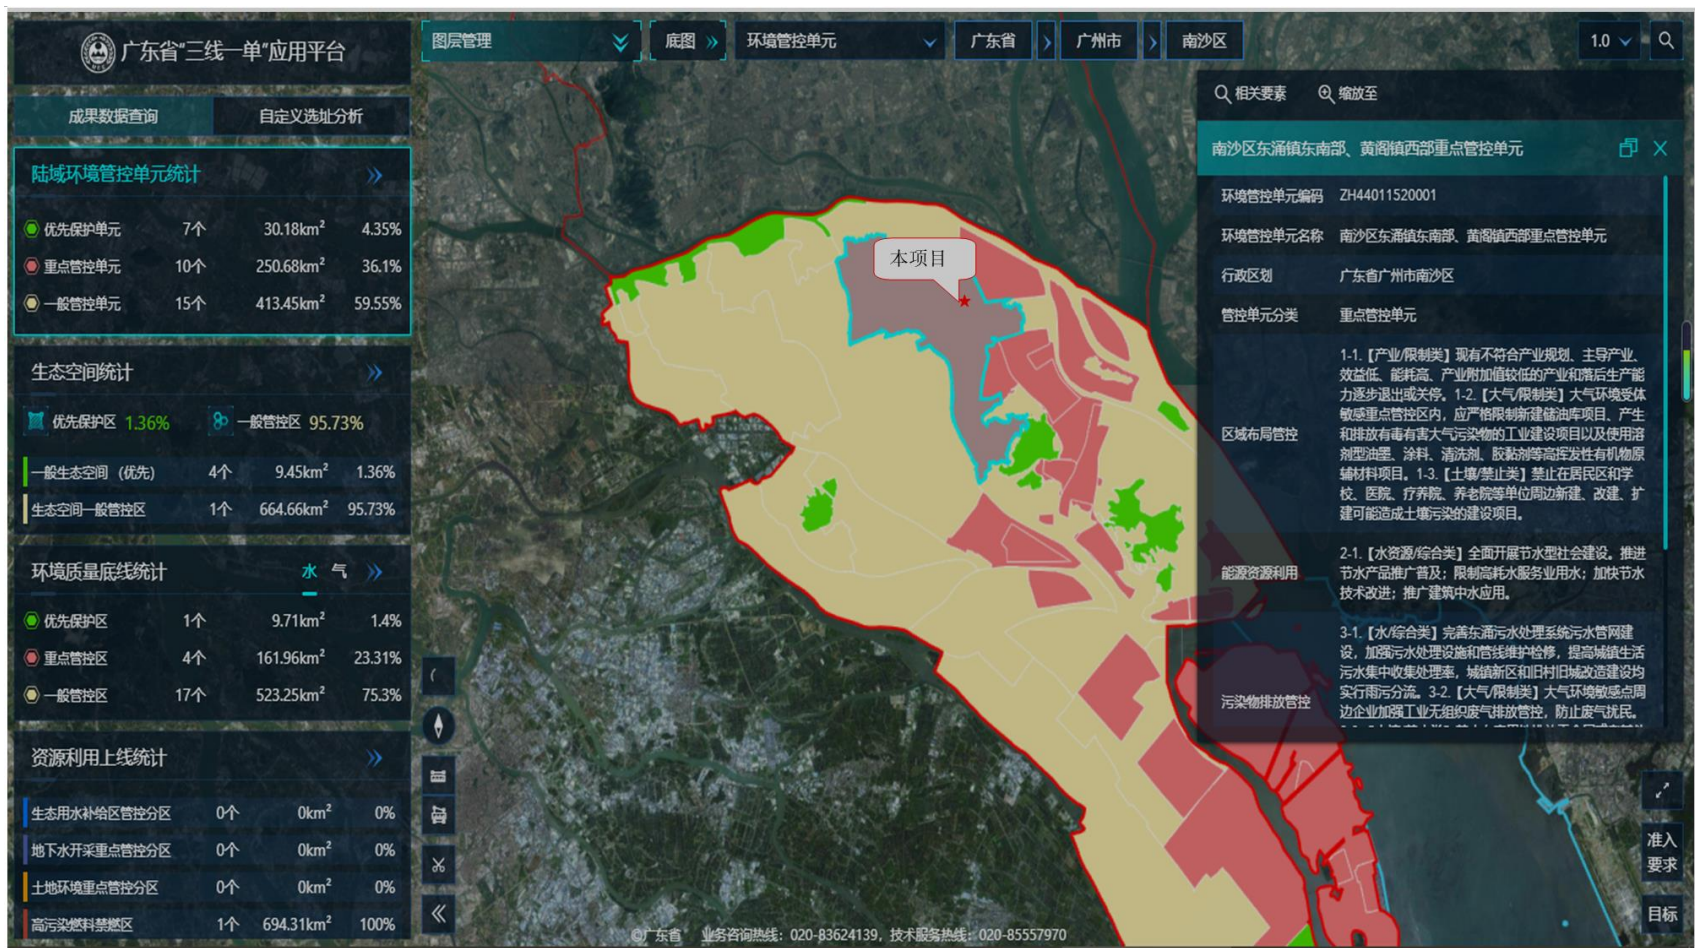 广东省“三线一单”应用平台
成果数据查询
自定义选址分析
陆域环境管控单元统计
优先保护单元 7个 30.18km² 4.35%
重点管控单元 10个 250.68km² 36.1%
一般管控单元 15个 413.45km² 59.55%
生态空间统计
优先保护区 1.36% 一般管控区 95.73%
一般生态空间（优先） 4个 9.45km² 1.36%
生态空间一般管控区 1个 664.66km² 95.73%
环境质量底线统计 水 气
优先保护区 1个 9.71km² 1.4%
重点管控区 4个 161.96km² 23.31%
一般管控区 17个 523.25km² 75.3%
资源利用上线统计
生态用水补给区管控分区 0个 0km² 0%
地下水开采重点管控分区 0个 0km² 0%
土地环境重点管控分区 0个 0km² 0%
高污染燃料禁燃区 1个 694.31km² 100%
图层管理
底图
环境管控单元
广东省
广州市
南沙区
1.0
本项目
相关要素
缩放至
南沙区东涌镇东南部、黄阁镇西部重点管控单元
环境管控单元编码 ZH44011520001
环境管控单元名称 南沙区东涌镇东南部、黄阁镇西部重点管控单元
行政区划 广东省广州市南沙区
管控单元分类 重点管控单元
区域布局管控
1-1.【产业/限制类】现有不符合产业规划、主导产业、
效益低、能耗高、产业附加值较低的产业和落后生产能
力逐步退出或关停。1-2.【大气/限制类】大气环境受体
敏感重点管控区内，应严格限制新建储油库项目、产生
和排放有毒有害大气污染物的工业建设项目以及使用溶
剂型油墨、涂料、清洗剂、胶黏剂等高挥发性有机物原
辅材料项目。1-3.【土壤/禁止类】禁止在居民区和学
校、医院、疗养院、养老院等单位周边新建、改建、扩
建可能造成土壤污染的建设项目。
能源资源利用
2-1.【水资源/综合类】全面开展节水型社会建设。推进
节水产品推广普及；限制高耗水服务业用水；加快节水
技术改进；推广建筑中水应用。
污染物排放管控
3-1.【水/综合类】完善东涌污水处理系统污水管网建
设，加强污水处理设施和管线维护检修，提高城镇生活
污水集中收集处理率，城镇新区和旧村旧城改造建设均
实行雨污分流。3-2.【大气/限制类】大气环境敏感点周
边企业加强工业无组织废气排放管控，防止废气扰民。
准入
要求
目标
©广东省 业务咨询热线：020-83624139，技术服务热线：020-85557970